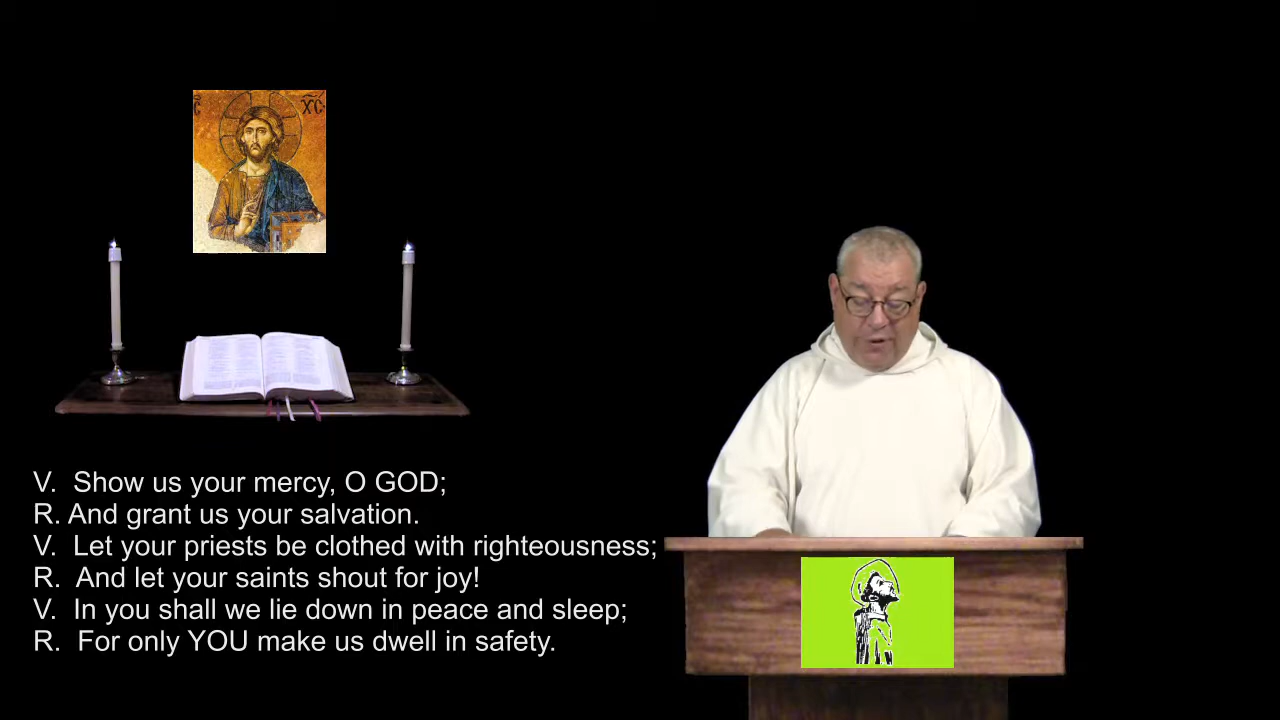 XC
V. Show us your mercy, O GOD;
R. And grant us your salvation.
V. Let your priests be clothed with righteousness;
R. And let your saints shout for joy!
V. In you shall we lie down in peace and sleep;
R. For only YOU make us dwell in safety.